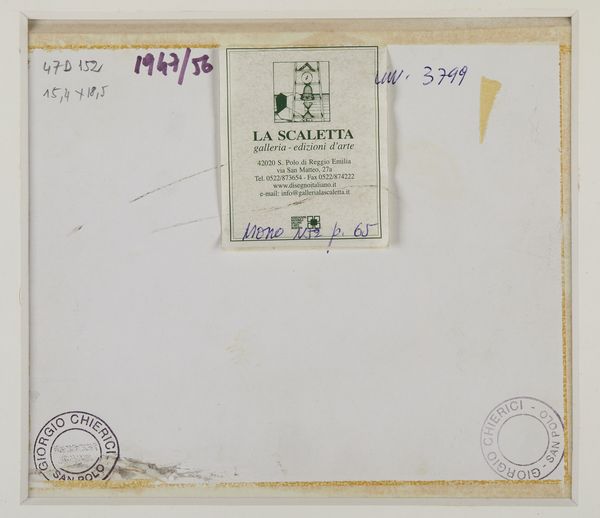 47D 152
15,4 x 18,5
1947/56
inv. 3799
LA SCALETTA
galleria - edizioni d'arte
42020 S. Polo di Reggio Emilia
via San Matteo, 27a
Tel. 0522/873654 - Fax 0522/874222
www.disegnoitaliano.it
e-mail: info@gallerialascaletta.it
p. 65
GIORGIO CHIERICI
SAN POLO -
GIORGIO CHIERICI -
SAN POLO -